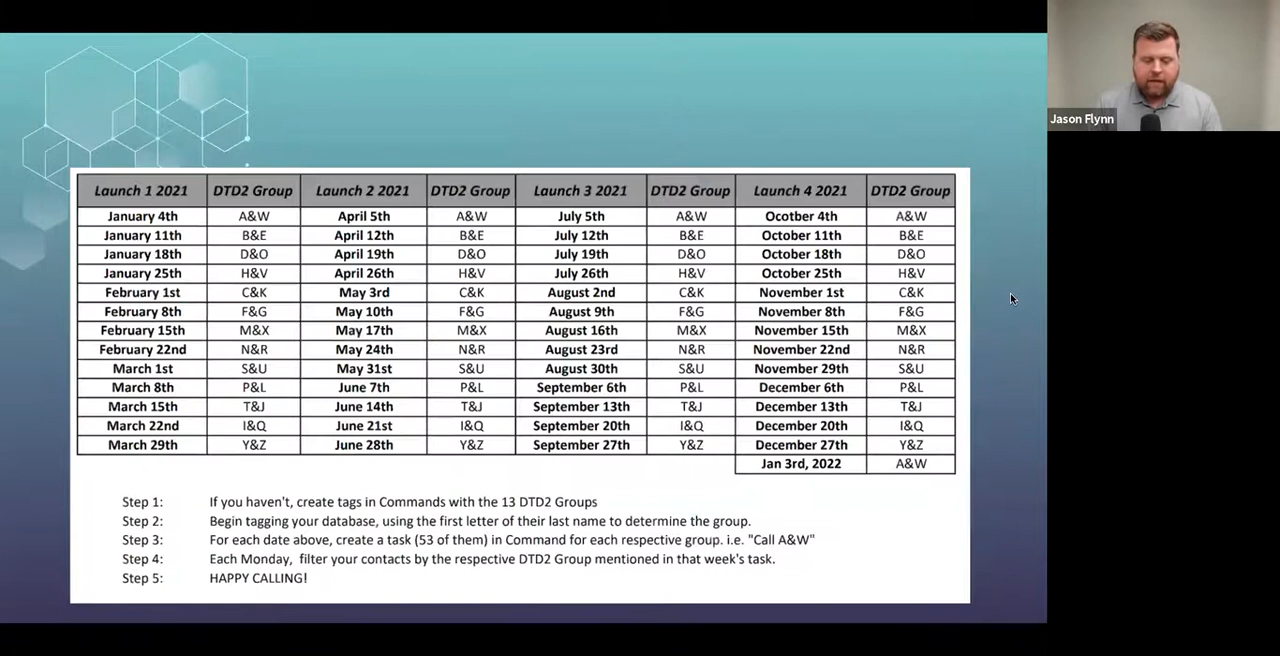 Jason Flynn
Launch 1 2021 DTD2 Group Launch 2 2021 DTD2 Group Launch 3 2021 DTD2 Group Launch 4 2021 DTD2 Group
January 4th A&W April 5th A&W July 5th A&W Ocotber 4th A&W
January 11th B&E April 12th B&E July 12th B&E October 11th B&E
January 18th D&O April 19th D&O July 19th D&O October 18th D&O
January 25th H&V April 26th H&V July 26th H&V October 25th H&V
February 1st C&K May 3rd C&K August 2nd C&K November 1st C&K
February 8th F&G May 10th F&G August 9th F&G November 8th F&G
February 15th M&X May 17th M&X August 16th M&X November 15th M&X
February 22nd N&R May 24th N&R August 23rd N&R November 22nd N&R
March 1st S&U May 31st S&U August 30th S&U November 29th S&U
March 8th P&L June 7th P&L September 6th P&L December 6th P&L
March 15th T&J June 14th T&J September 13th T&J December 13th T&J
March 22nd I&Q June 21st I&Q September 20th I&Q December 20th I&Q
March 29th Y&Z June 28th Y&Z September 27th Y&Z December 27th Y&Z
Jan 3rd, 2022 A&W
Step 1: If you haven't, create tags in Commands with the 13 DTD2 Groups
Step 2: Begin tagging your database, using the first letter of their last name to determine the group.
Step 3: For each date above, create a task (53 of them) in Command for each respective group. i.e. "Call A&W"
Step 4: Each Monday, filter your contacts by the respective DTD2 Group mentioned in that week's task.
Step 5: HAPPY CALLING!